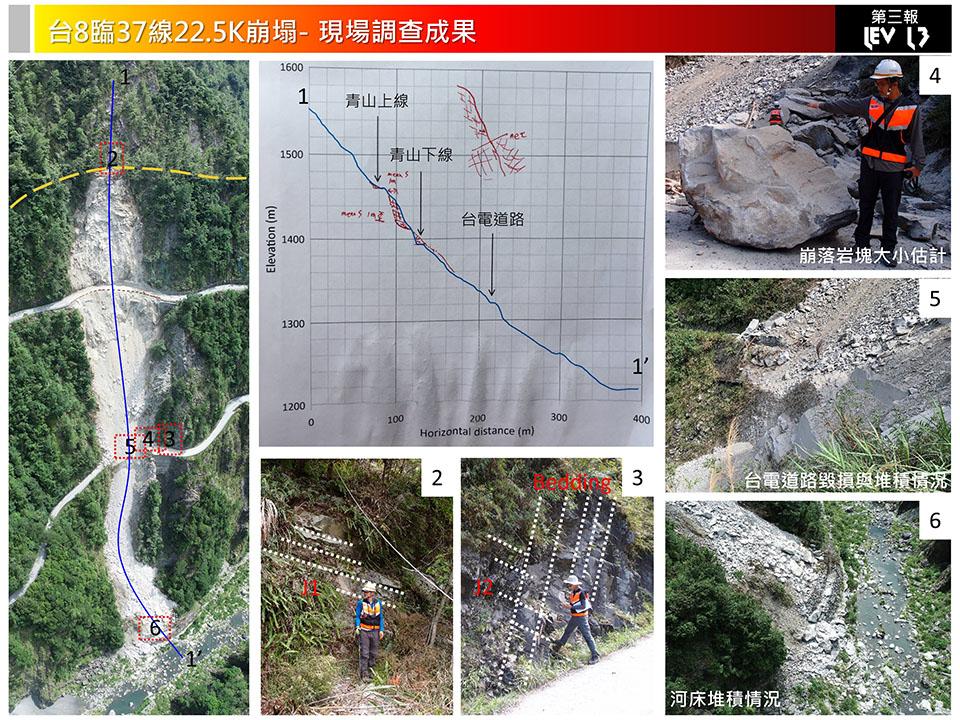 台8臨37線22.5K崩塌- 現場調查成果
第三報
LEV L3
1
2
5
4
3
6
1'
1600
1500
1400
1300
1200
Elevation (m)
0
100
200
300
400
Horizontal distance (m)
1
青山上線
青山下線
台電道路
1'
2
J1
3
Bedding
J2
4
崩落岩塊大小估計
5
台電道路毀損與堆積情況
6
河床堆積情況